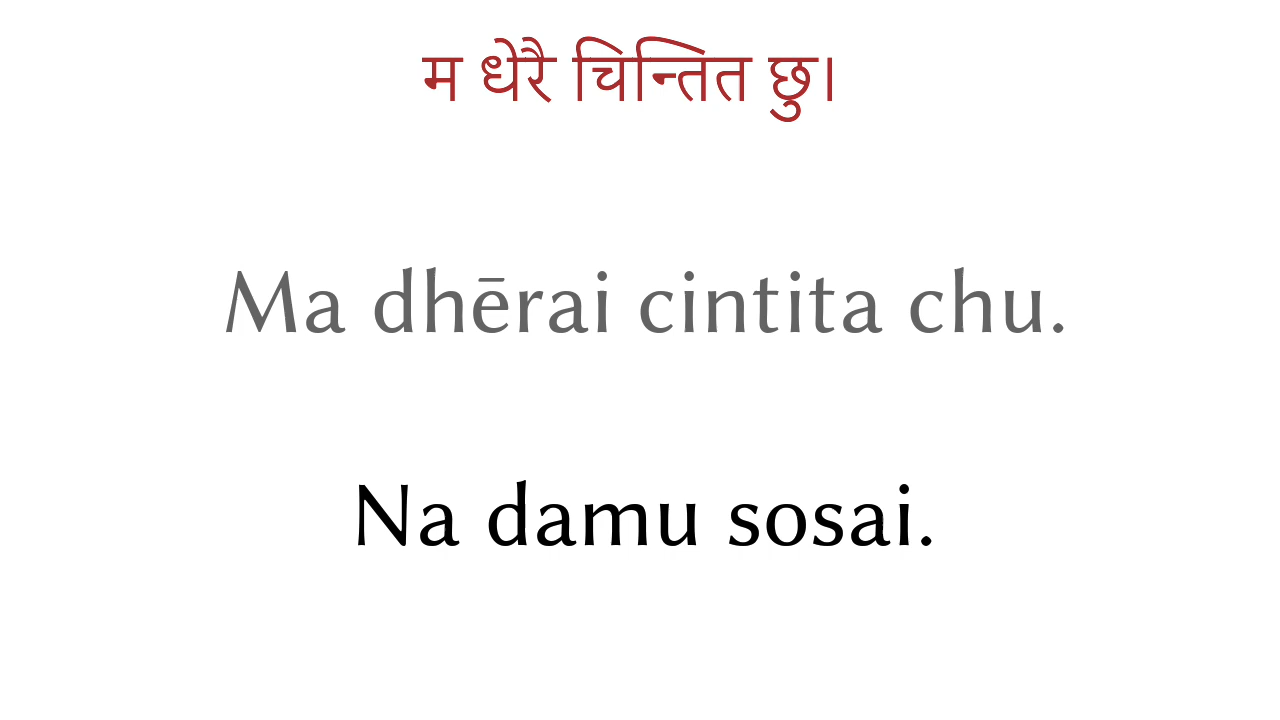 म धेरै चिन्तित छु।
Ma dhērai cintita chu.
Na damu sosai.